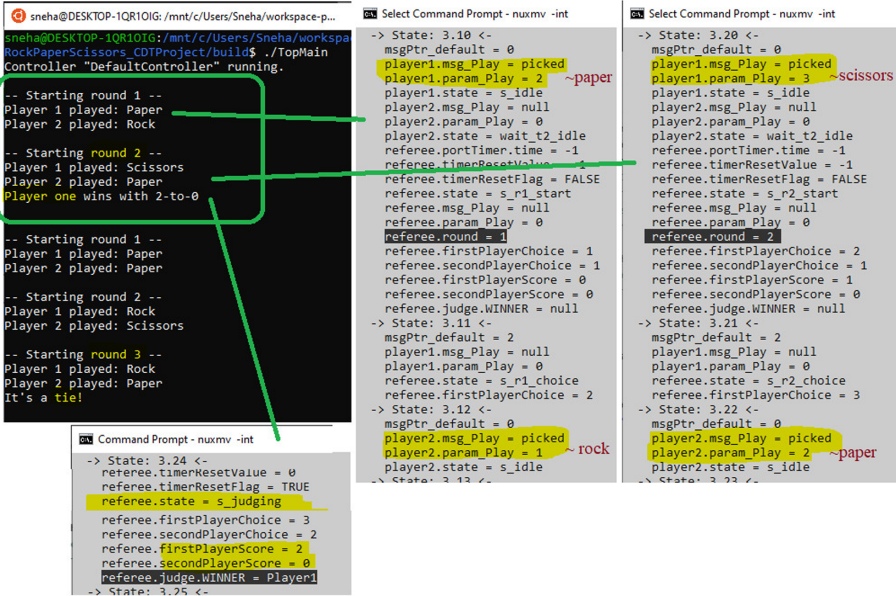 sneha@DESKTOP-1QR1OIG: /mnt/c/Users/Sneha/workspace-p...
sneha@DESKTOP-1QR1OIG:/mnt/c/Users/Sneha/workspac
RockPaperScissors_CDTProject/build$ ./TopMain
Controller "DefaultController" running.
-- Starting round 1 --
Player 1 played: Paper
Player 2 played: Rock
-- Starting round 2 --
Player 1 played: Scissors
Player 2 played: Paper
Player one wins with 2-to-0
-- Starting round 1 --
Player 1 played: Paper
Player 2 played: Paper
-- Starting round 2 --
Player 1 played: Rock
Player 2 played: Scissors
-- Starting round 3 --
Player 1 played: Rock
Player 2 played: Paper
It's a tie!
Select Command Prompt - nuxmv -int
-> State: 3.10 <-
msgPtr_default = 0
player1.msg_Play = picked
player1.param_Play = 2 ~paper
player1.state = s_idle
player2.msg_Play = null
player2.param_Play = 0
player2.state = wait_t2_idle
referee.portTimer.time = -1
referee.timerResetValue = -1
referee.timerResetFlag = FALSE
referee.state = s_r1_start
referee.msg_Play = null
referee.param_Play = 0
referee.round = 1
referee.firstPlayerChoice = 1
referee.secondPlayerChoice = 1
referee.firstPlayerScore = 0
referee.secondPlayerScore = 0
referee.judge.WINNER = null
-> State: 3.11 <-
msgPtr_default = 2
player1.msg_Play = null
player1.param_Play = 0
referee.state = s_r1_choice
referee.firstPlayerChoice = 2
-> State: 3.12 <-
msgPtr_default = 0
player2.msg_Play = picked
player2.param_Play = 1 ~ rock
player2.state = s_idle
-> State: 3.13 <-
Select Command Prompt - nuxmv -int
-> State: 3.20 <-
msgPtr_default = 0
player1.msg_Play = picked
player1.param_Play = 3 ~scissors
player1.state = s_idle
player2.msg_Play = null
player2.param_Play = 0
player2.state = wait_t2_idle
referee.portTimer.time = -1
referee.timerResetValue = -1
referee.timerResetFlag = FALSE
referee.state = s_r2_start
referee.msg_Play = null
referee.param_Play = 0
referee.round = 2
referee.firstPlayerChoice = 2
referee.secondPlayerChoice = 1
referee.firstPlayerScore = 1
referee.secondPlayerScore = 0
referee.judge.WINNER = null
-> State: 3.21 <-
msgPtr_default = 2
player1.msg_Play = null
player1.param_Play = 0
referee.state = s_r2_choice
referee.firstPlayerChoice = 3
-> State: 3.22 <-
msgPtr_default = 0
player2.msg_Play = picked
player2.param_Play = 2 ~paper
player2.state = s_idle
-> State: 3.23 <-
Command Prompt - nuxmv -int
-> State: 3.24 <-
referee.timerResetValue = 0
referee.timerResetFlag = TRUE
referee.state = s_judging
referee.firstPlayerChoice = 3
referee.secondPlayerChoice = 2
referee.firstPlayerScore = 2
referee.secondPlayerScore = 0
referee.judge.WINNER = Player1
-> State: 3.25 <-